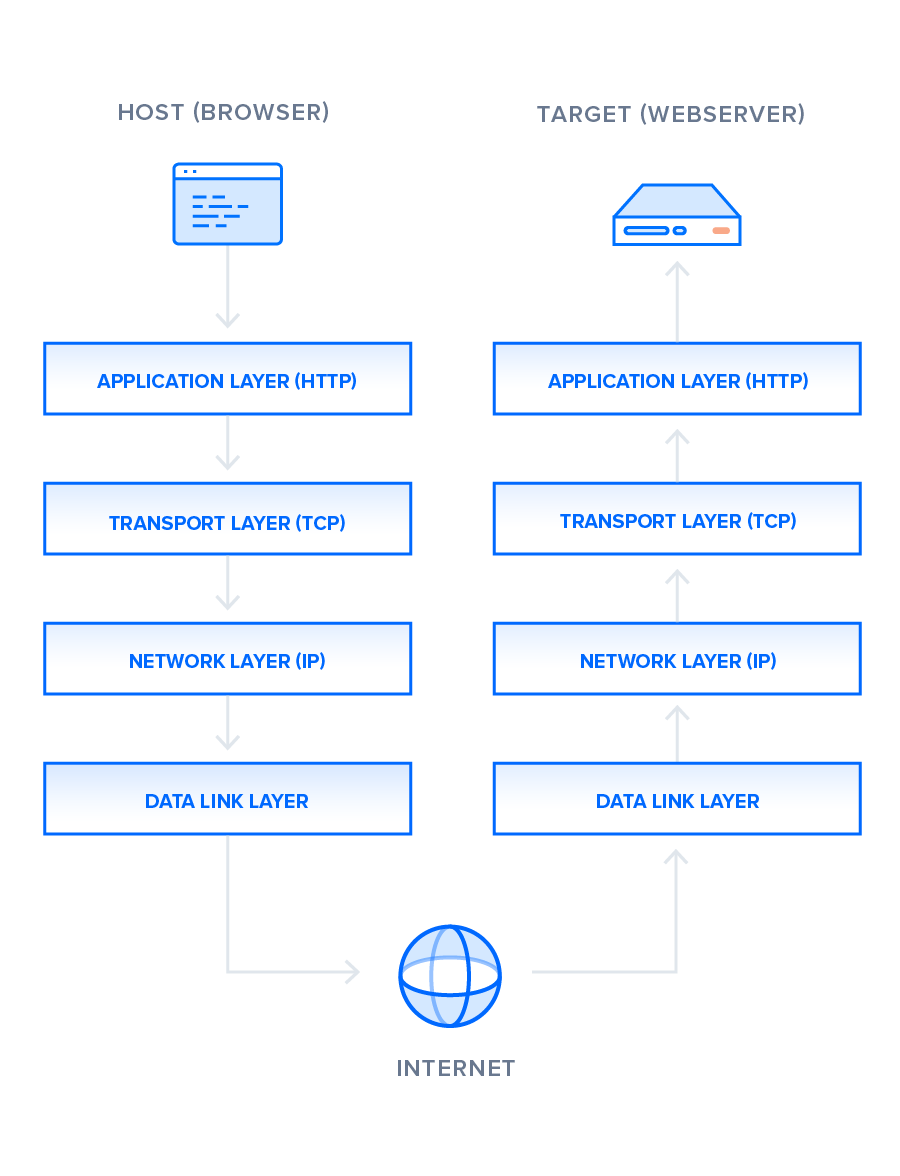 HOST (BROWSER)
TARGET (WEBSERVER)
APPLICATION LAYER (HTTP)
APPLICATION LAYER (HTTP)
TRANSPORT LAYER (TCP)
TRANSPORT LAYER (TCP)
NETWORK LAYER (IP)
NETWORK LAYER (IP)
DATA LINK LAYER
DATA LINK LAYER
INTERNET